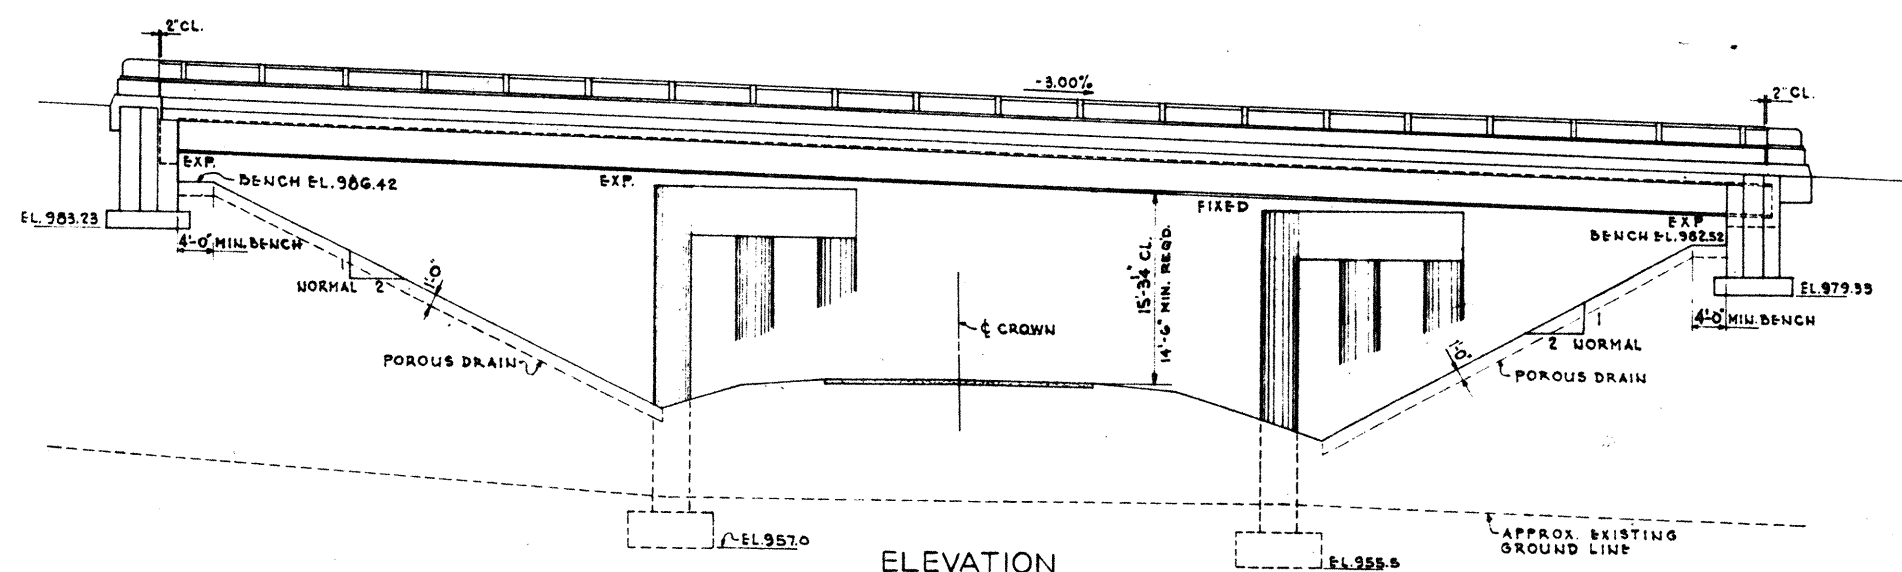 2" CL.
-3.00%
2" CL.
EXP.
BENCH EL. 986.42
EXP.
FIXED
EXP
BENCH EL. 982.52
EL. 983.23
4'-0" MIN. BENCH
15'-3¼" CL.
14'-6" MIN. REQ'D.
1
NORMAL 2
1'-0"
EL. 979.33
4'-0" MIN. BENCH
℄ CROWN
1
2 NORMAL
1'-0"
POROUS DRAIN
POROUS DRAIN
APPROX. EXISTING
GROUND LINE
EL. 957.0
ELEVATION
EL. 955.5